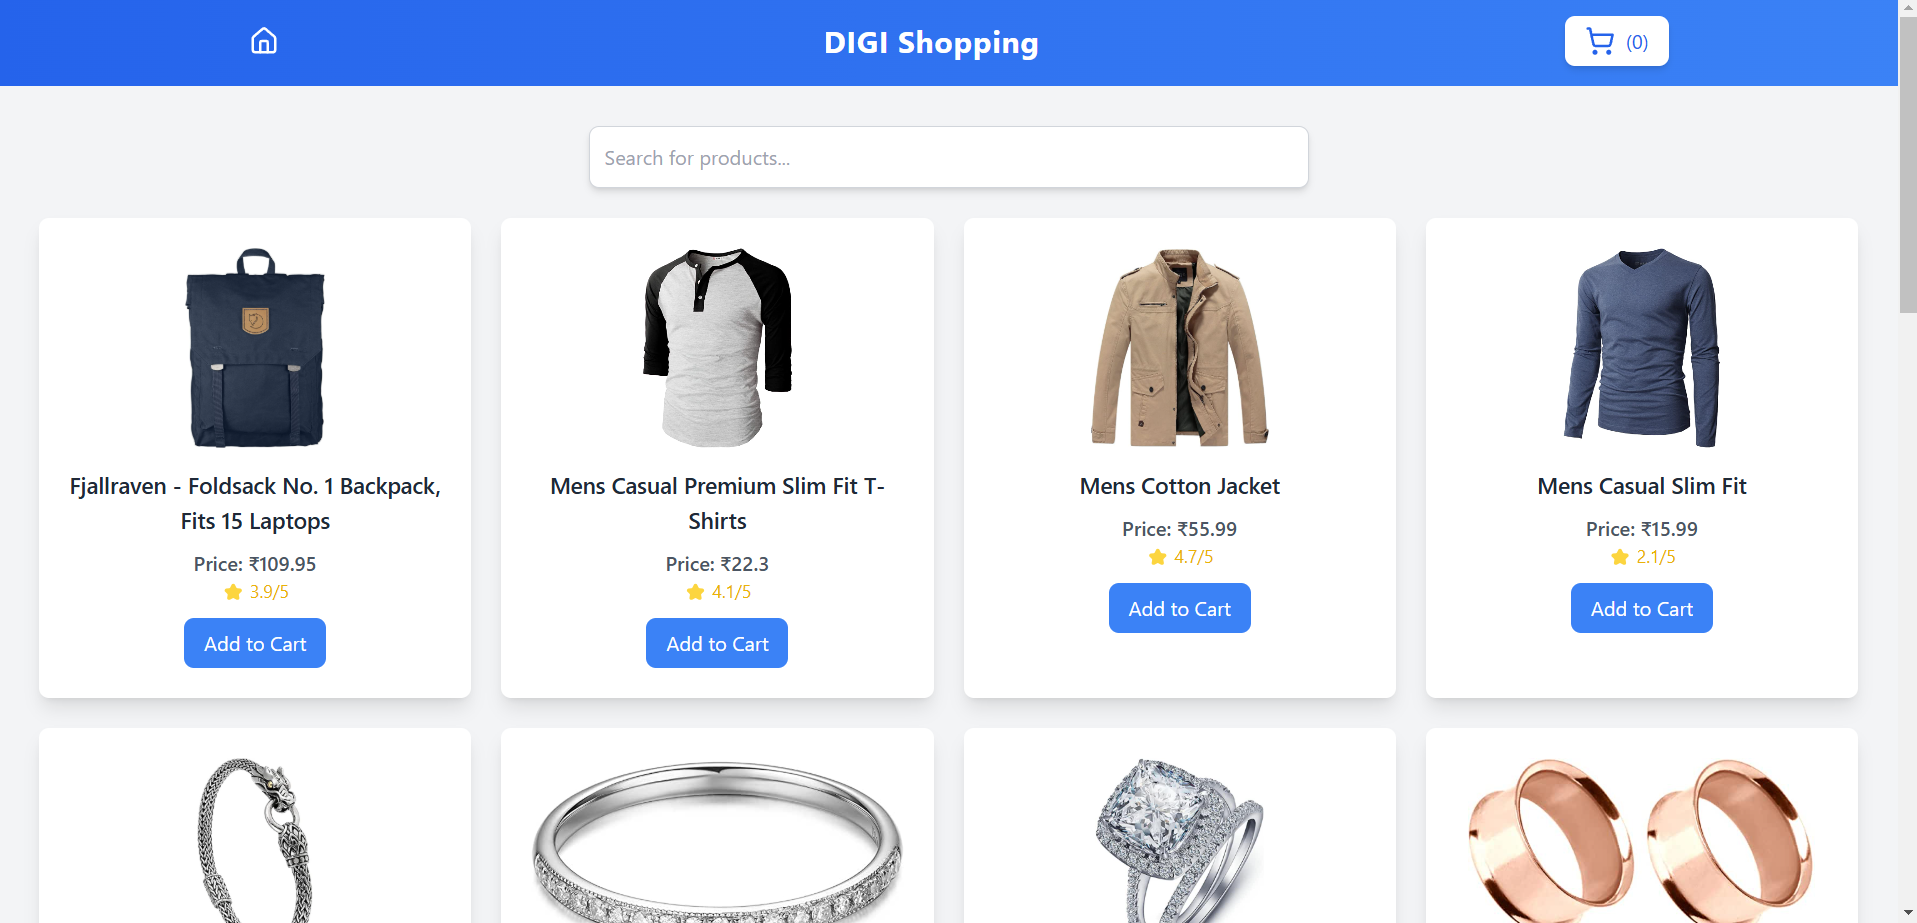 DIGI Shopping
(0)
Search for products...
Fjallraven - Foldsack No. 1 Backpack,
Fits 15 Laptops
Price: ₹109.95
3.9/5
Add to Cart
Mens Casual Premium Slim Fit T-
Shirts
Price: ₹22.3
4.1/5
Add to Cart
Mens Cotton Jacket
Price: ₹55.99
4.7/5
Add to Cart
Mens Casual Slim Fit
Price: ₹15.99
2.1/5
Add to Cart